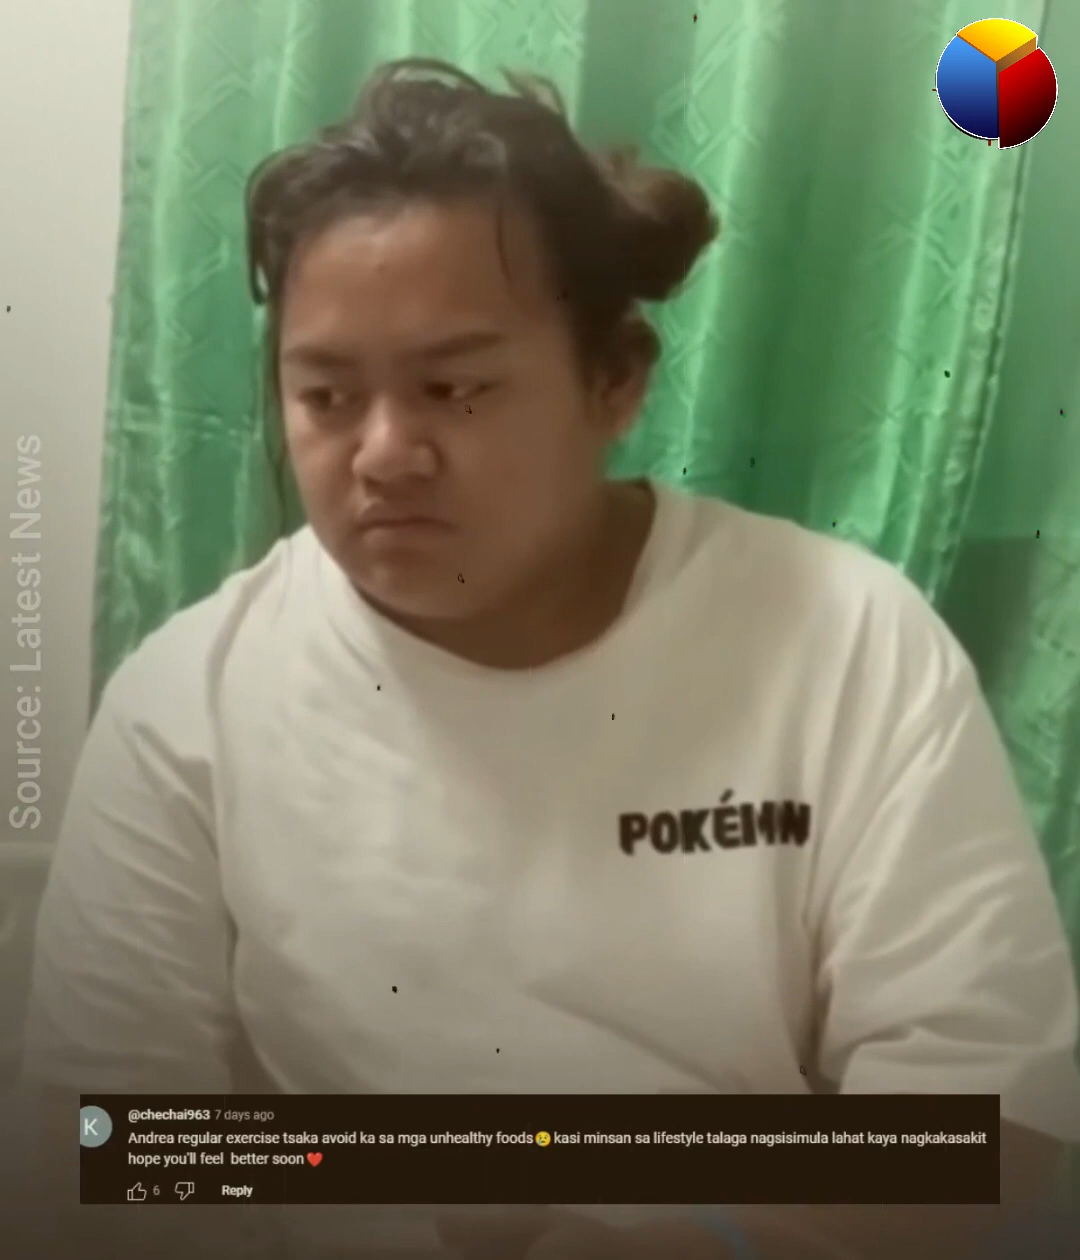 Source: Latest News
POKÉMN
K
@chechai963 7 days ago
Andrea regular exercise tsaka avoid ka sa mga unhealthy foods😢 kasi minsan sa lifestyle talaga nagsisimula lahat kaya nagkakasakit
hope you'll feel better soon❤️
6 Reply